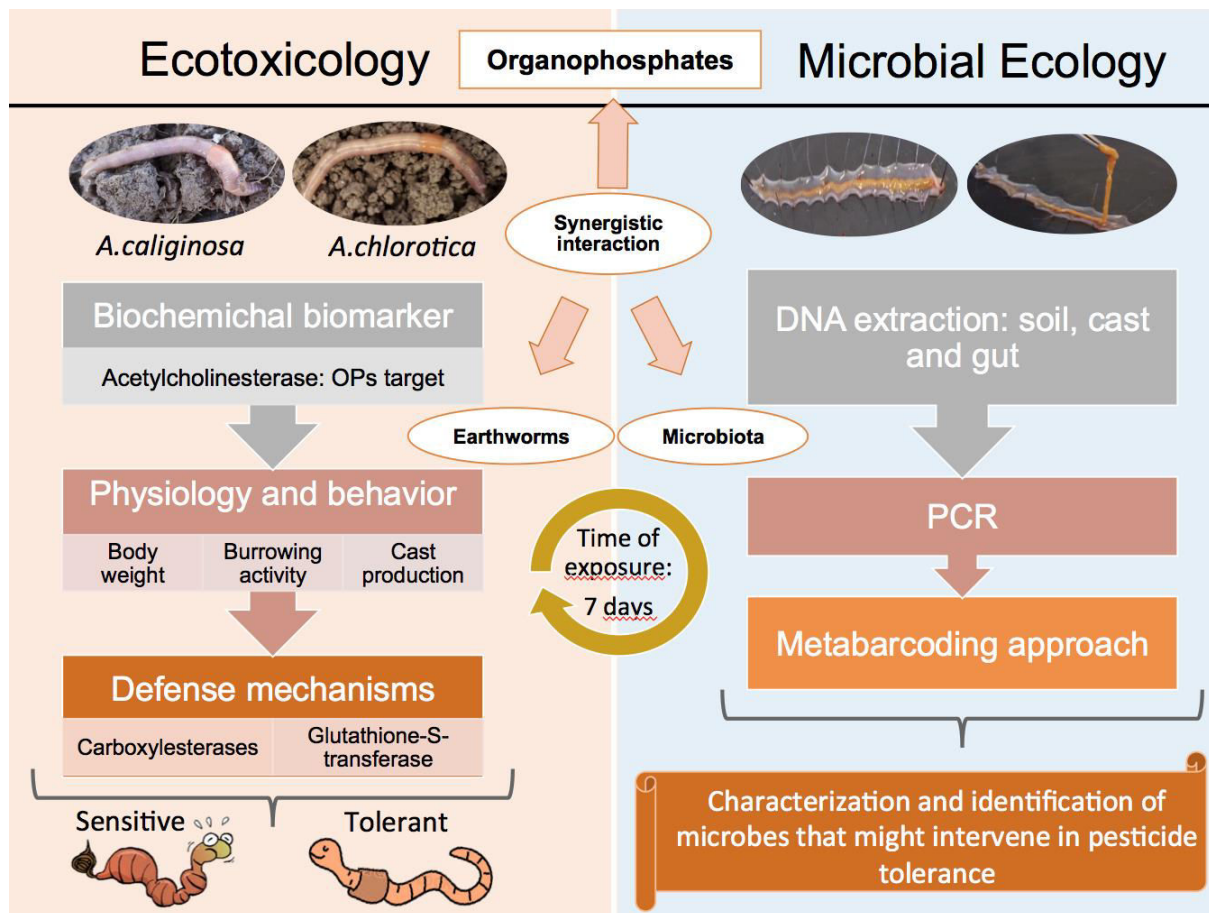 Ecotoxicology
Organophosphates
Microbial Ecology
A.caliginosa
A.chlorotica
Synergistic
interaction
Biochemichal biomarker
Acetylcholinesterase: OPs target
DNA extraction: soil, cast
and gut
Earthworms
Microbiota
Physiology and behavior
Body
weight
Burrowing
activity
Cast
production
Time of
exposure:
7 days
PCR
Metabarcoding approach
Defense mechanisms
Carboxylesterases
Glutathione-S-
transferase
Sensitive
Tolerant
Characterization and identification of
microbes that might intervene in pesticide
tolerance